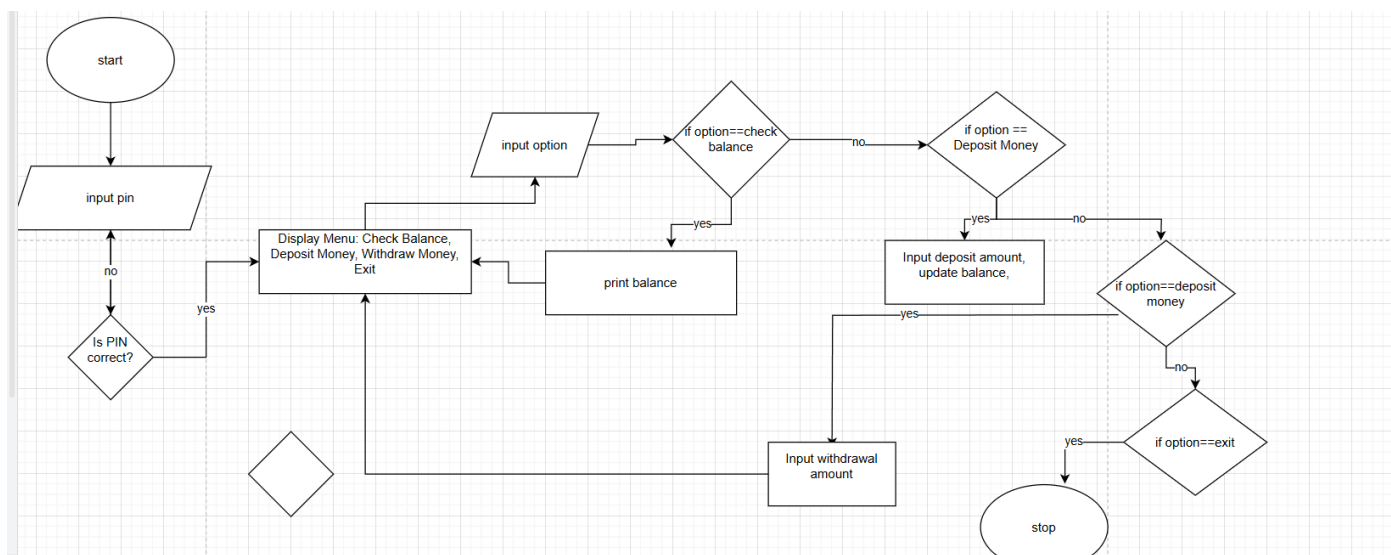 start
input pin
no
Is PIN
correct?
yes
Display Menu: Check Balance,
Deposit Money, Withdraw Money,
Exit
input option
if option==check
balance
yes
print balance
no
if option ==
Deposit Money
yes
Input deposit amount,
update balance,
no
if option==deposit
money
yes
Input withdrawal
amount
no
if option==exit
yes
stop